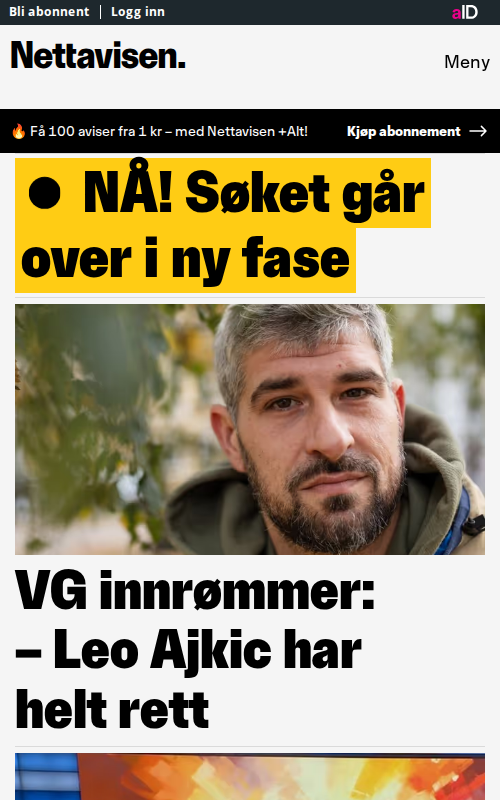 Bli abonnent | Logg inn
aID
Nettavisen.
Meny
🔥 Få 100 aviser fra 1 kr – med Nettavisen +Alt!
Kjøp abonnement →
● NÅ! Søket går
over i ny fase
VG innrømmer:
– Leo Ajkic har
helt rett